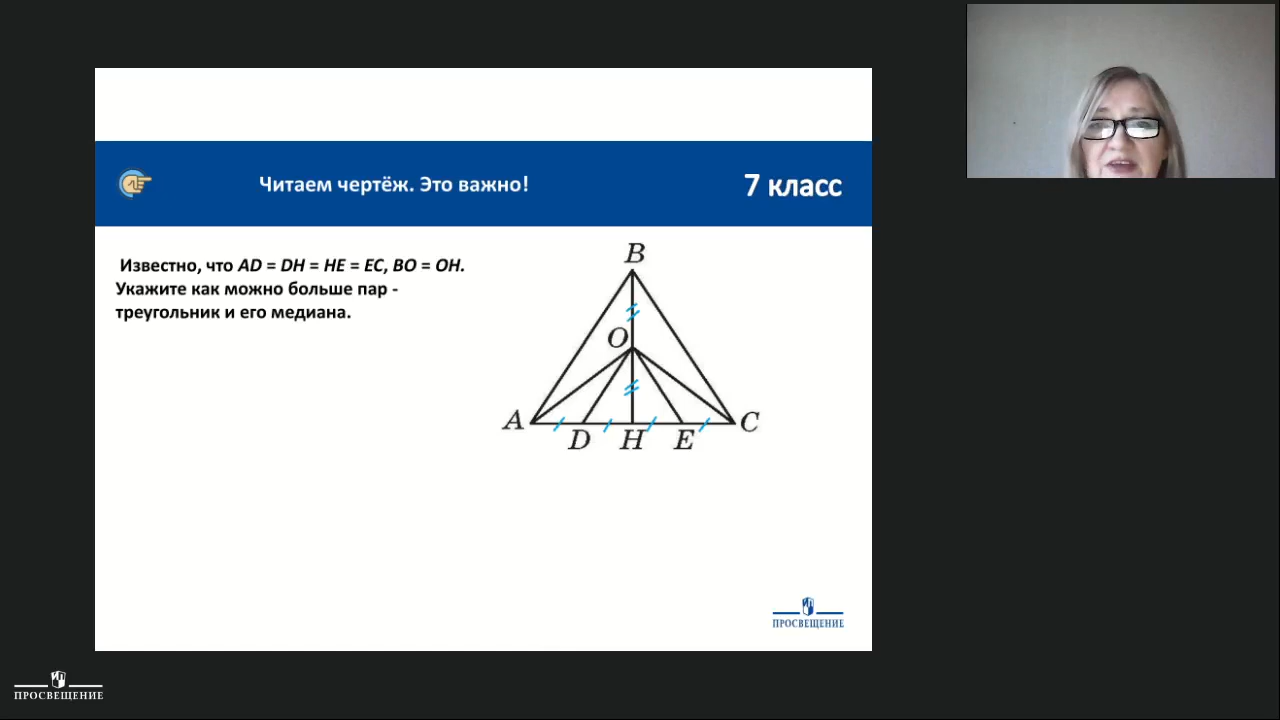 Читаем чертёж. Это важно!
7 класс
Известно, что AD = DH = HE = EC, BO = OH.
Укажите как можно больше пар -
треугольник и его медиана.
B
O
A
D
H
E
C
ПРОСВЕЩЕНИЕ
ПРОСВЕЩЕНИЕ